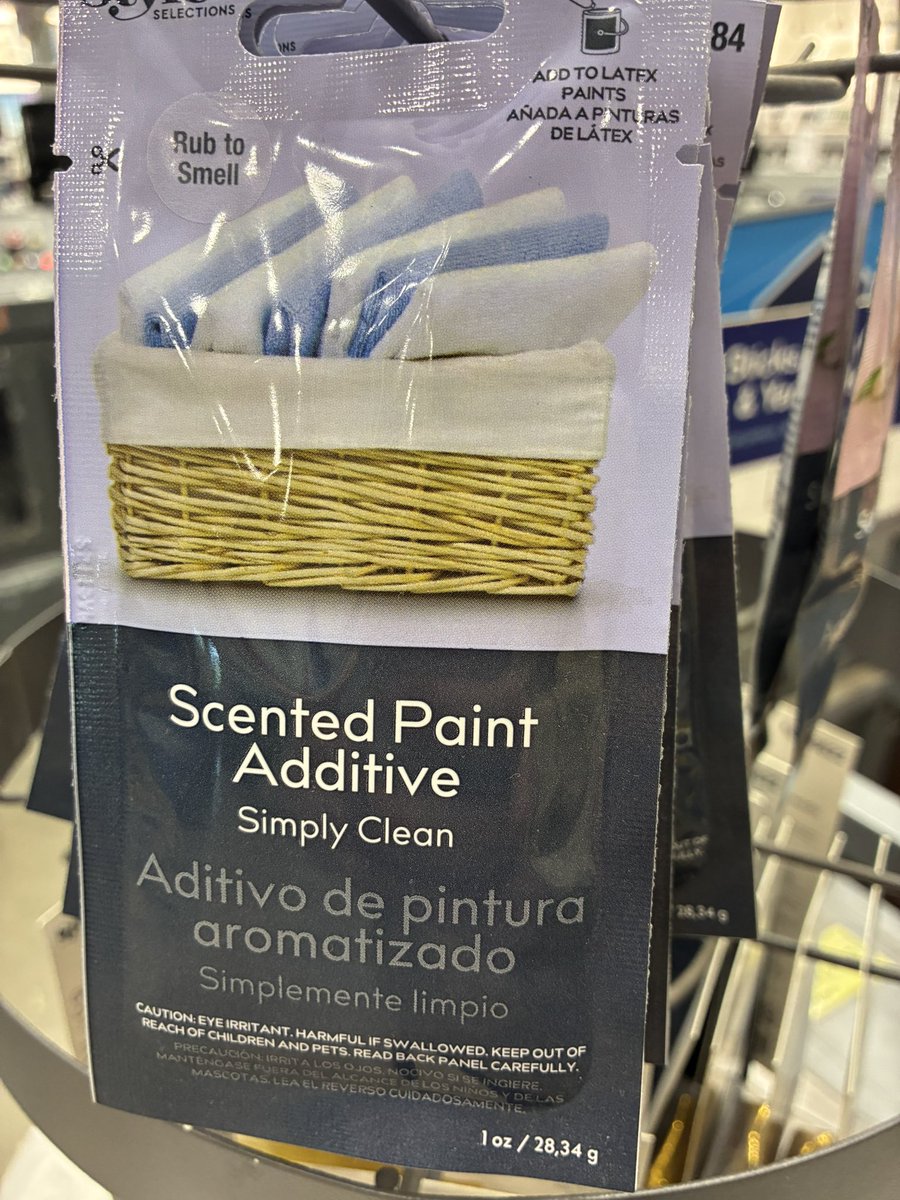 SELECTIONS
ADD TO LATEX
PAINTS
AÑADA A PINTURAS
DE LÁTEX
84
Rub to
Smell
Scented Paint
Additive
Simply Clean
Aditivo de pintura
aromatizado
Simplemente limpio
CAUTION: EYE IRRITANT. HARMFUL IF SWALLOWED. KEEP OUT OF
REACH OF CHILDREN AND PETS. READ BACK PANEL CAREFULLY.
PRECAUCIÓN: IRRITA LOS OJOS. NOCIVO SI SE INGIERE.
MANTÉNGASE FUERA DEL ALCANCE DE LOS NIÑOS Y DE LAS
MASCOTAS. LEA EL REVERSO CUIDADOSAMENTE.
1 oz / 28,34 g
28,34 g